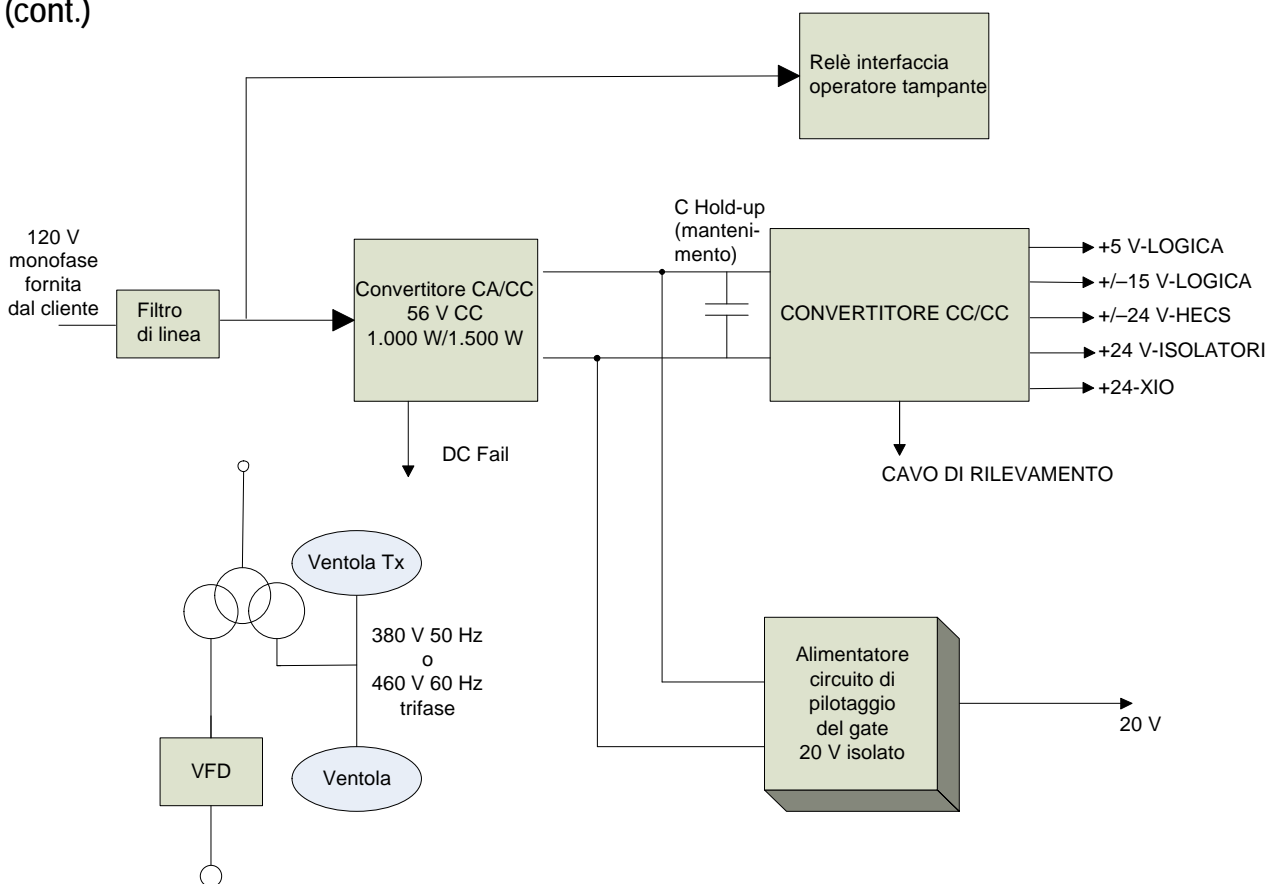 (cont.)
Relè interfaccia
operatore tampante
120 V
monofase
fornita
dal cliente
Filtro
di linea
Convertitore CA/CC
56 V CC
1.000 W/1.500 W
C Hold-up
(manteni-
mento)
CONVERTITORE CC/CC
+5 V-LOGICA
+/–15 V-LOGICA
+/–24 V-HECS
+24 V-ISOLATORI
+24-XIO
DC Fail
CAVO DI RILEVAMENTO
Ventola Tx
380 V 50 Hz
o
460 V 60 Hz
trifase
VFD
Ventola
Alimentatore
circuito di
pilotaggio
del gate
20 V isolato
20 V